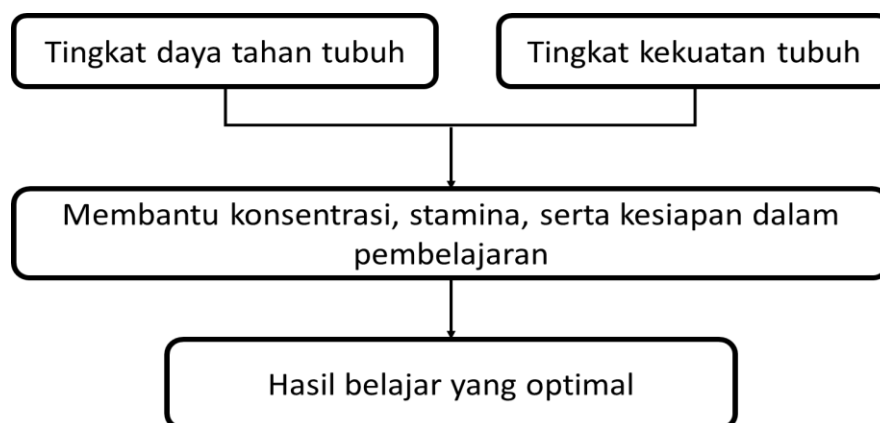 Tingkat daya tahan tubuh
Tingkat kekuatan tubuh
Membantu konsentrasi, stamina, serta kesiapan dalam
pembelajaran
Hasil belajar yang optimal